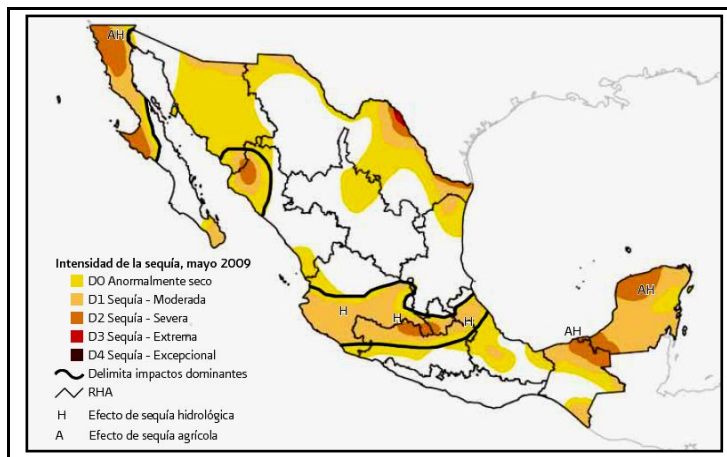 AH
AH
AH
H
H
H
Intensidad de la sequía, mayo 2009
D0 Anormalmente seco
D1 Sequía - Moderada
D2 Sequía - Severa
D3 Sequía - Extrema
D4 Sequía - Excepcional
Delimita impactos dominantes
RHA
H Efecto de sequía hidrológica
A Efecto de sequía agrícola